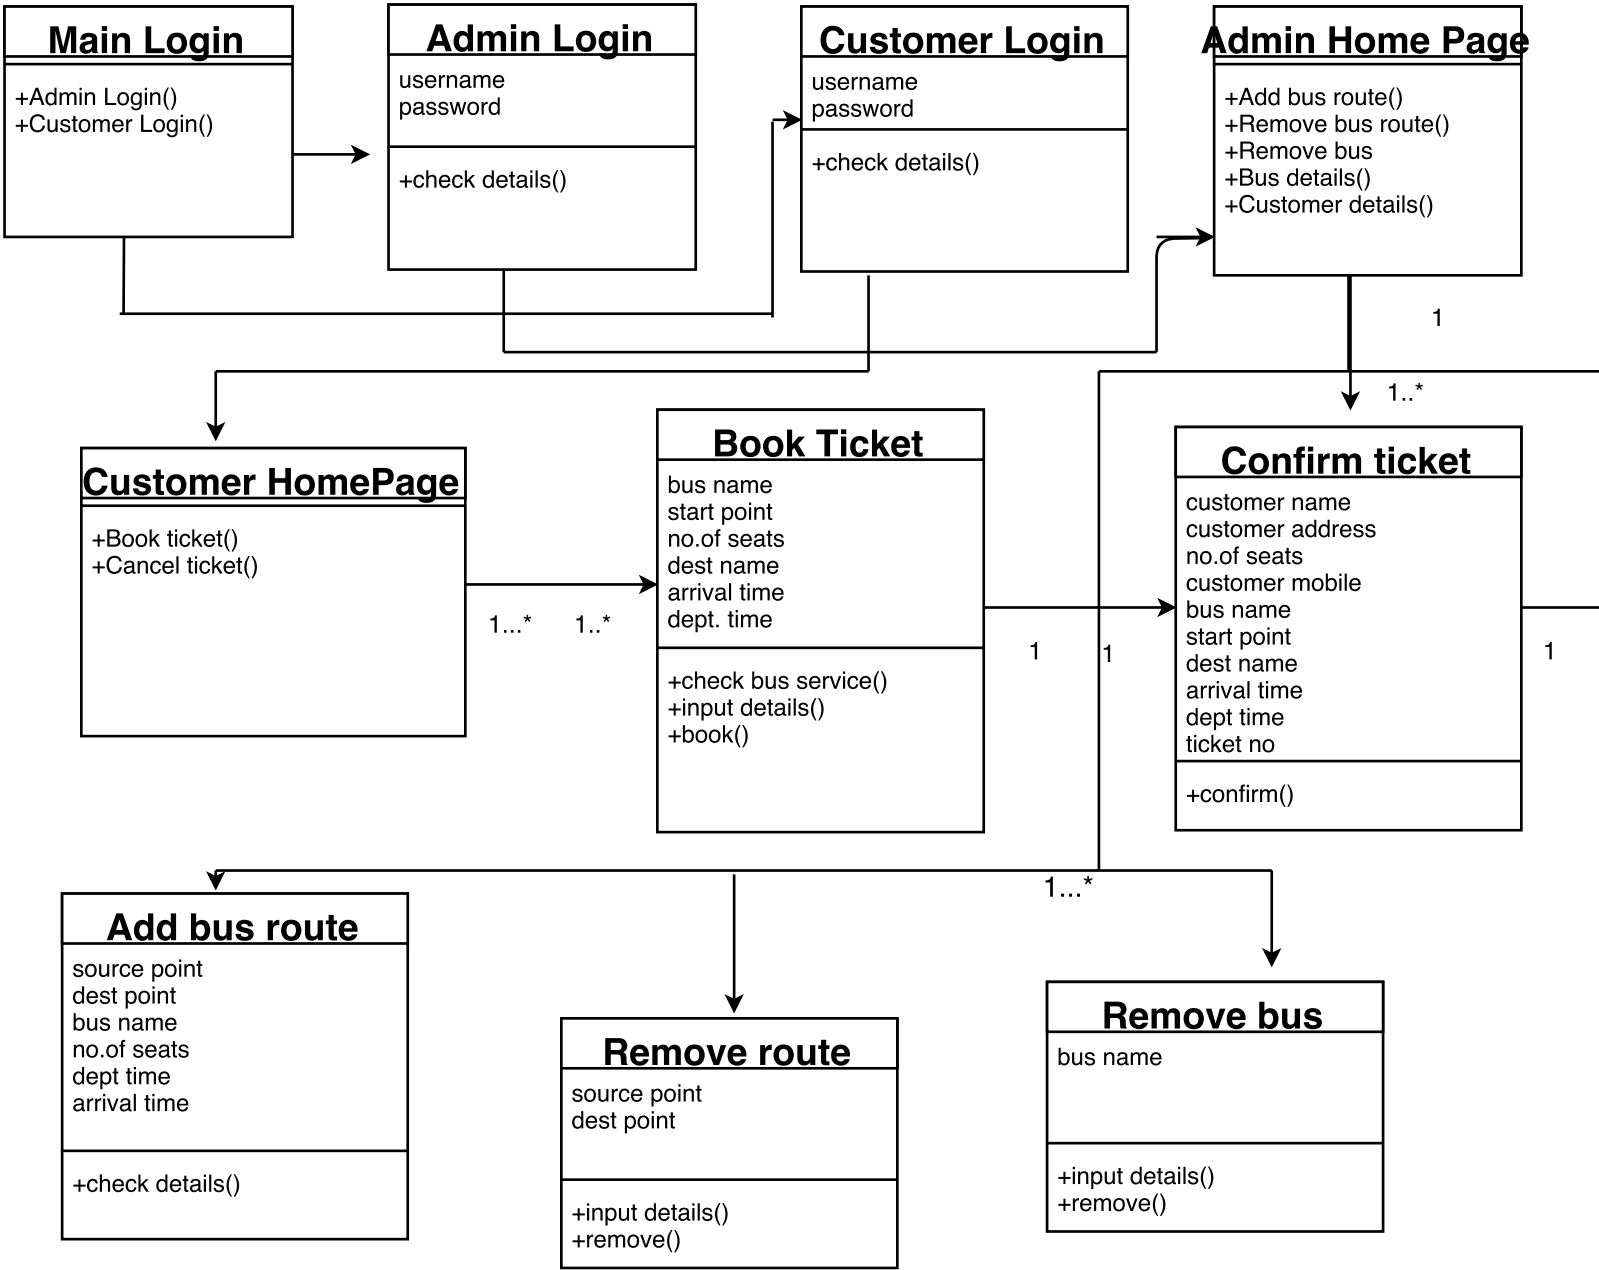 Main Login
+Admin Login()
+Customer Login()
Admin Login
username
password
+check details()
Customer Login
username
password
+check details()
Admin Home Page
+Add bus route()
+Remove bus route()
+Remove bus
+Bus details()
+Customer details()
1
1..*
Customer HomePage
+Book ticket()
+Cancel ticket()
1...*
1..*
Book Ticket
bus name
start point
no.of seats
dest name
arrival time
dept. time
+check bus service()
+input details()
+book()
1
1
Confirm ticket
customer name
customer address
no.of seats
customer mobile
bus name
start point
dest name
arrival time
dept time
ticket no
+confirm()
1
1...*
Add bus route
source point
dest point
bus name
no.of seats
dept time
arrival time
+check details()
Remove route
source point
dest point
+input details()
+remove()
Remove bus
bus name
+input details()
+remove()